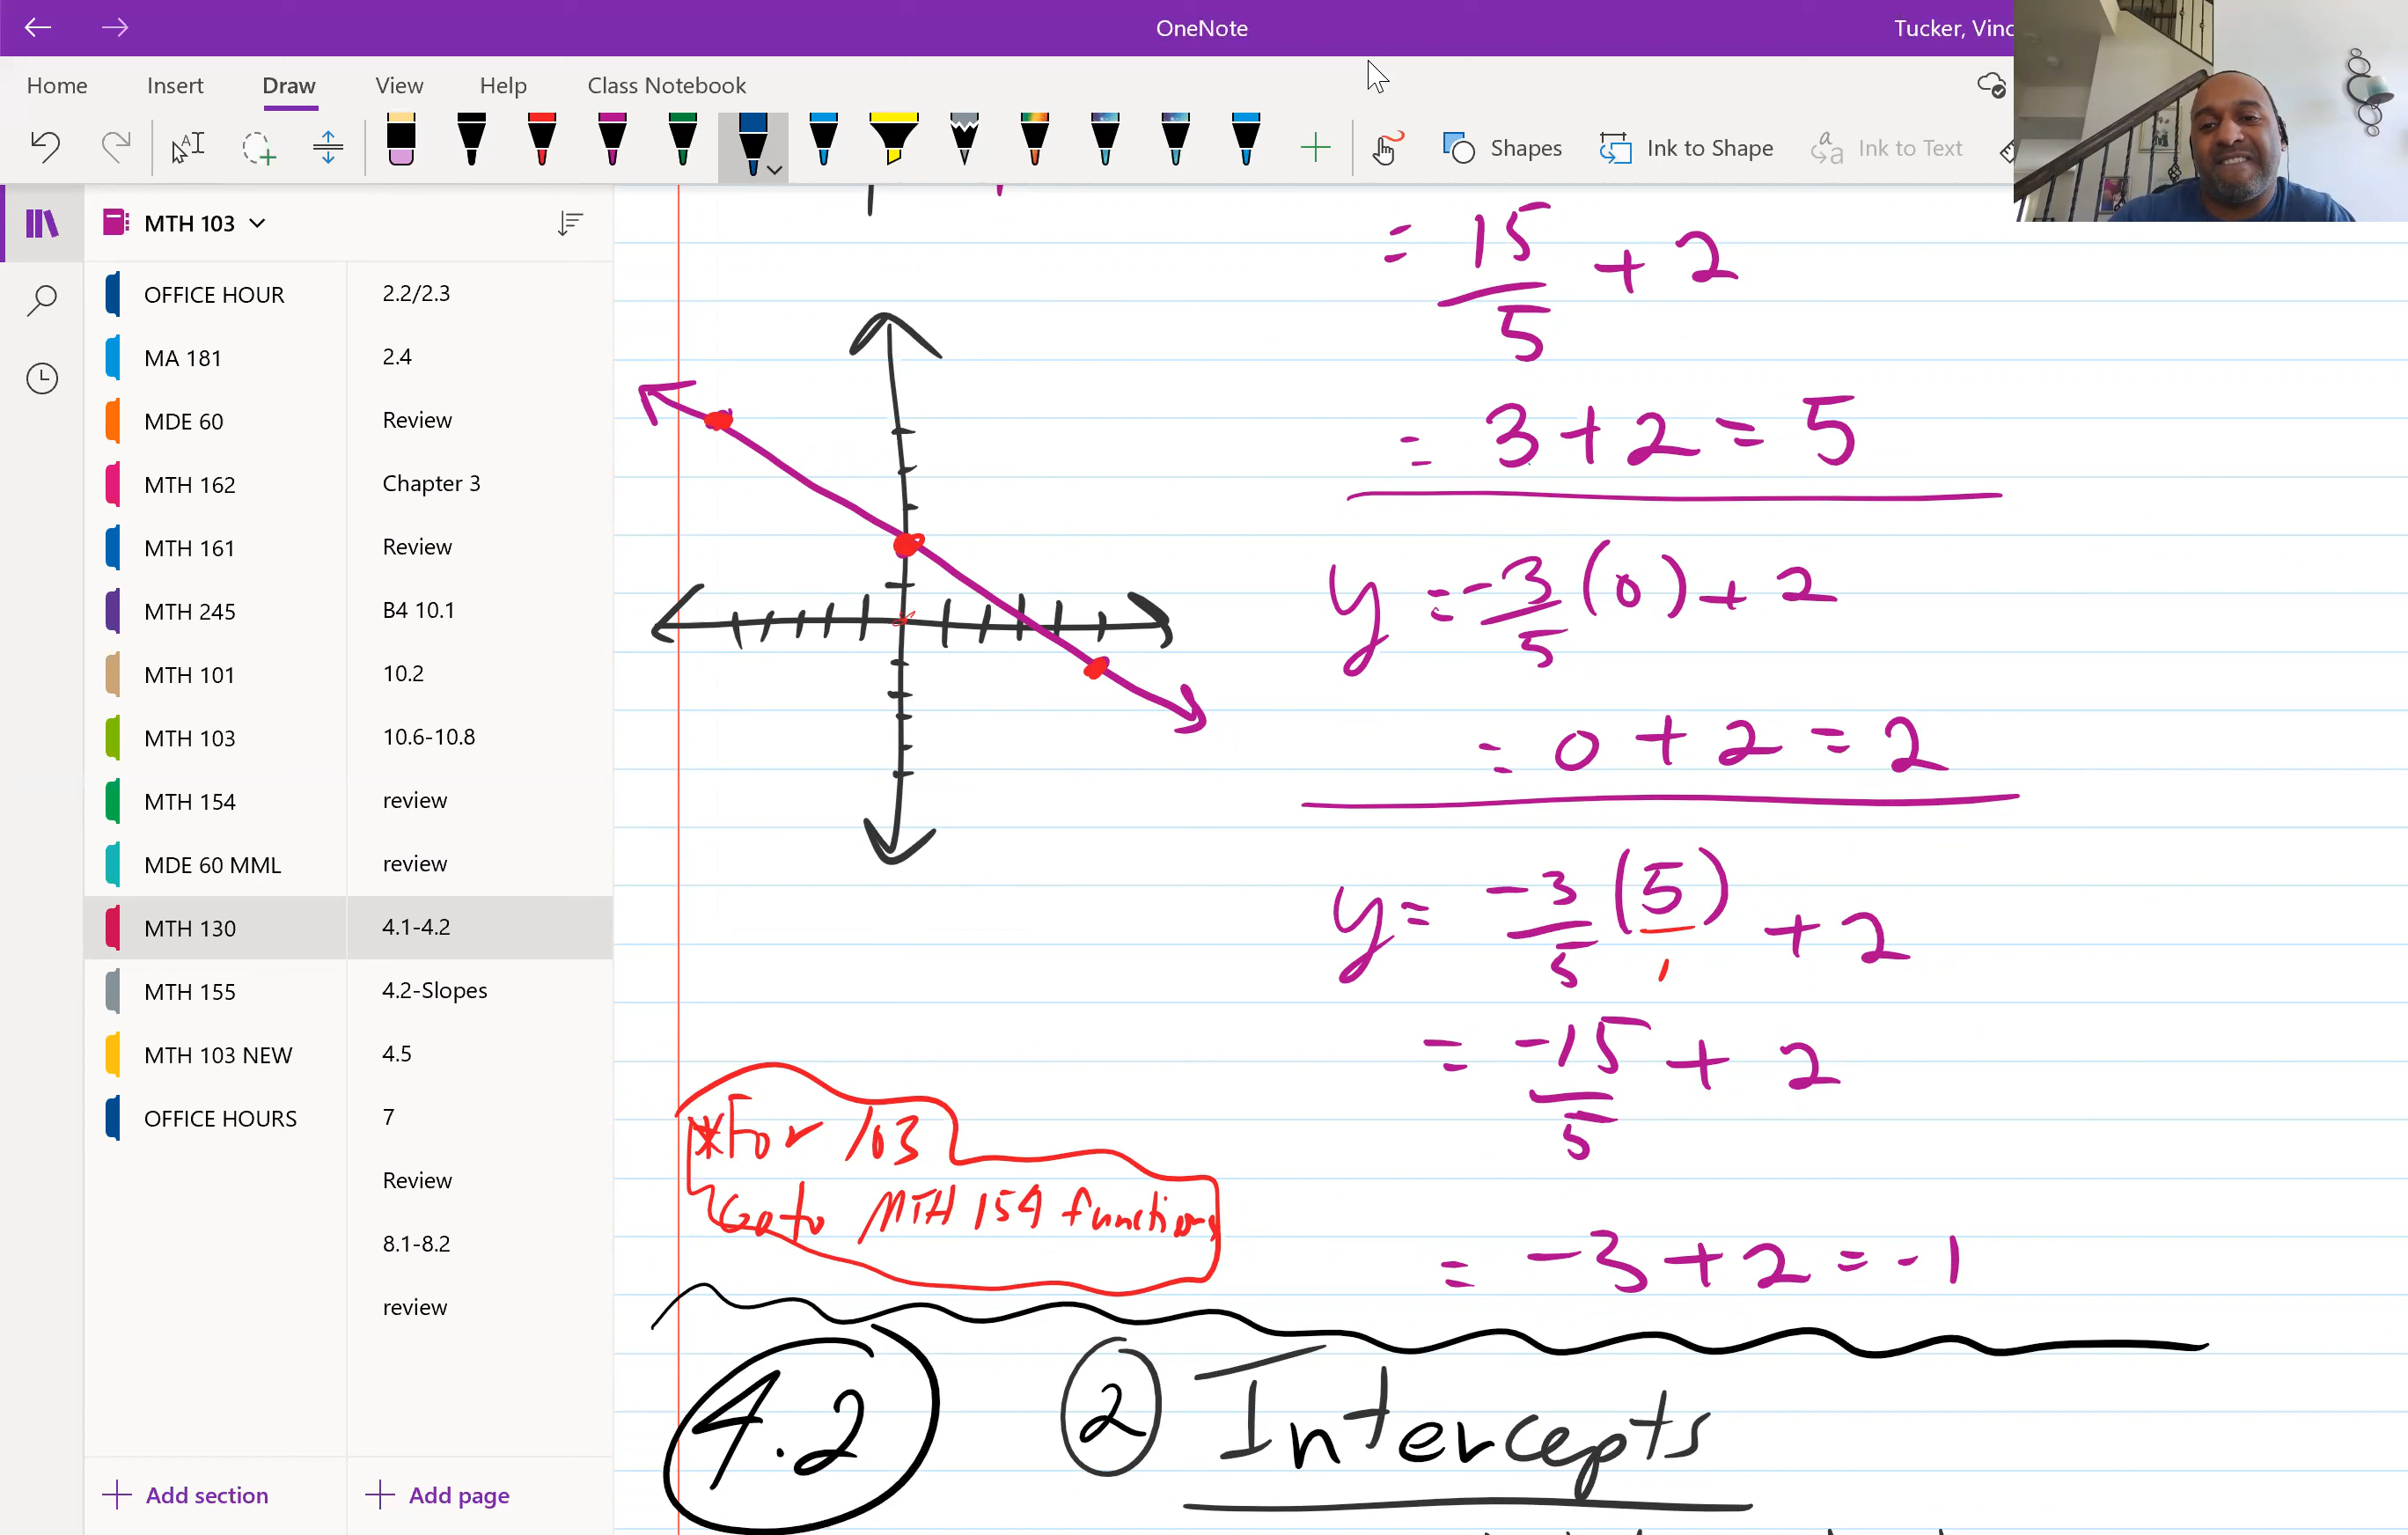 OneNote
Tucker, Vinc
Home Insert Draw View Help Class Notebook
Shapes Ink to Shape Ink to Text
MTH 103
OFFICE HOUR
MA 181
MDE 60
MTH 162
MTH 161
MTH 245
MTH 101
MTH 103
MTH 154
MDE 60 MML
MTH 130
MTH 155
MTH 103 NEW
OFFICE HOURS
Add section
2.2/2.3
2.4
Review
Chapter 3
Review
B4 10.1
10.2
10.6-10.8
review
review
4.1-4.2
4.2-Slopes
4.5
7
Review
8.1-8.2
review
Add page
= 15/5 + 2
= 3 + 2 = 5
y = -3/5 (0) + 2
= 0 + 2 = 2
y = -3/5 (5/1) + 2
= -15/5 + 2
= -3 + 2 = -1
*For 103
Go to MTH 154 functions
4.2 2 Intercepts